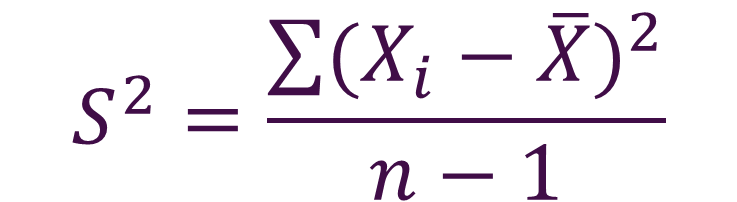 S² = ∑(Xᵢ − X̄)² / n − 1